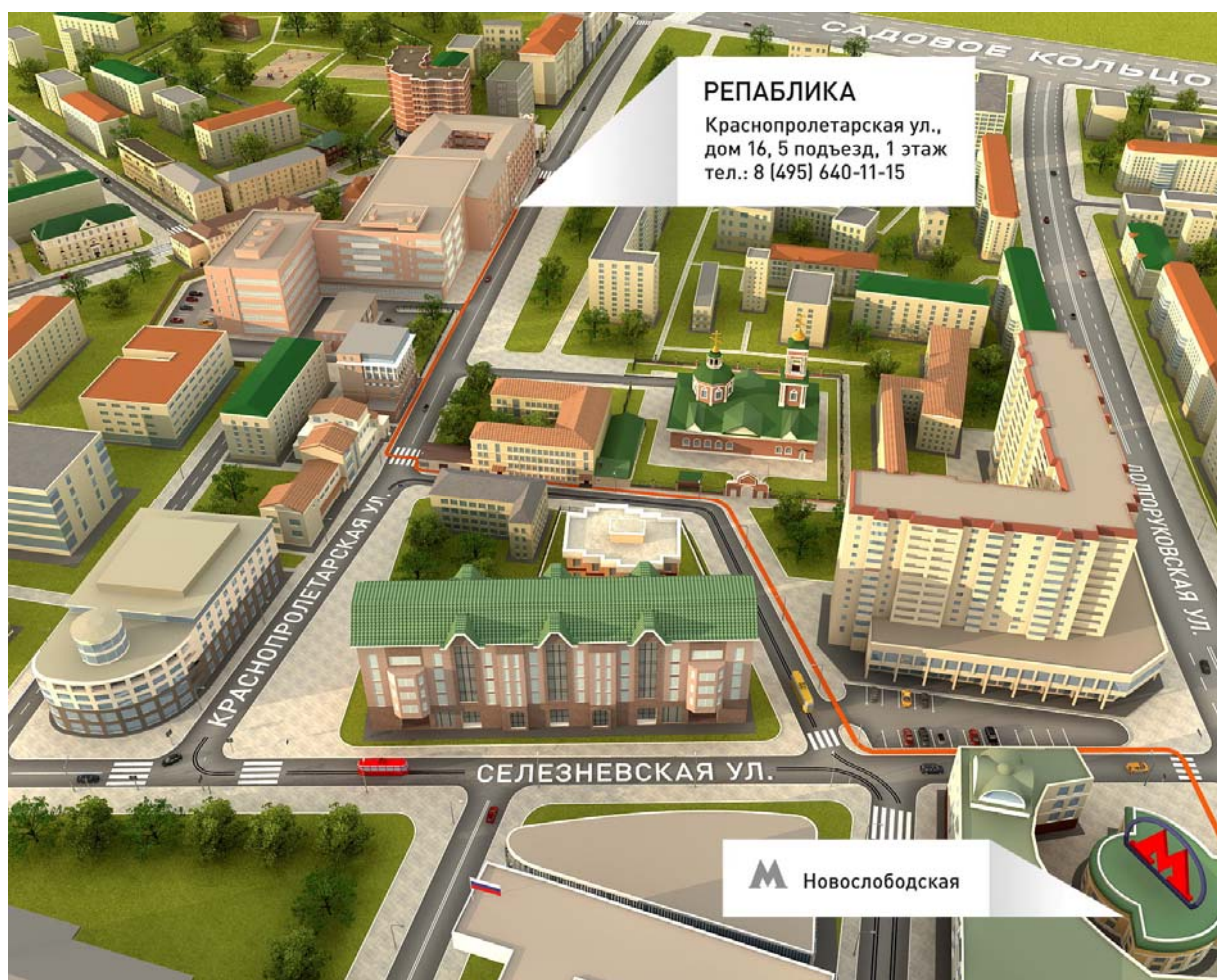 САДОВОЕ КОЛЬЦО
РЕПАБЛИКА
Краснопролетарская ул.,
дом 16, 5 подъезд, 1 этаж
тел.: 8 (495) 640-11-15
ДОЛГОРУКОВСКАЯ УЛ.
КРАСНОПРОЛЕТАРСКАЯ УЛ.
СЕЛЕЗНЕВСКАЯ УЛ.
М Новослободская
М